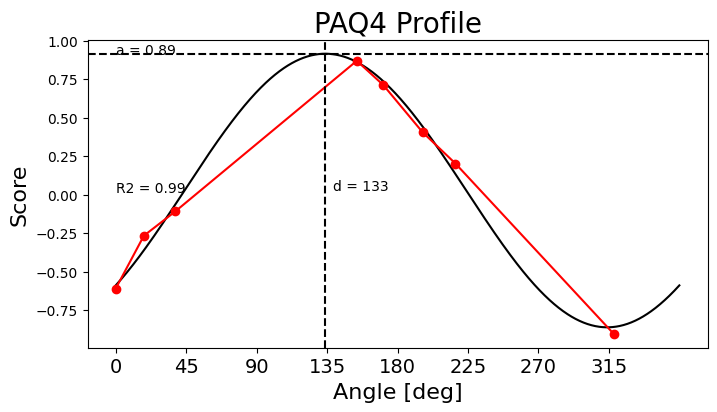 PAQ4 Profile
1.00
a = 0.89
0.75
0.50
0.25
0.00
R2 = 0.99
d = 133
−0.25
−0.50
−0.75
Score
0 45 90 135 180 225 270 315
Angle [deg]